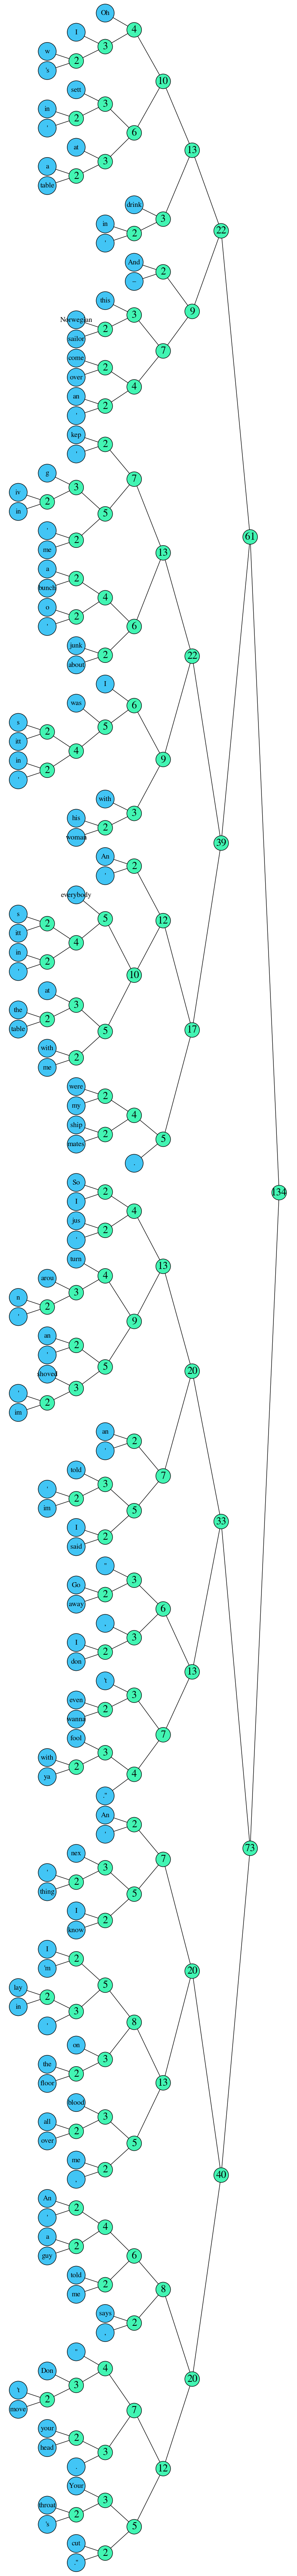 Oh
4
I
3
w
2
's
10
sett
3
in
2
'
6
at
13
3
a
2
table
drink
3
in
22
2
'
And
2
–
this
9
3
Norwegian
2
sailor
7
come
2
over
4
an
2
'
kep
2
'
g
7
3
iv
2
in
5
'
61
2
me
13
a
2
bunch
4
o
2
6
'
junk
2
22
about
I
was
6
s
5
2
itt
4
9
in
2
'
with
3
his
2
woman
39
An
2
'
everybody
s
5
12
2
itt
4
in
2
'
10
at
3
the
2
table
17
5
with
2
me
were
2
my
4
ship
2
5
mates
.
So
2
134
I
4
jus
2
'
turn
13
4
arou
3
n
2
'
9
an
2
'
5
20
shoved
3
'
2
im
an
2
'
told
7
3
'
2
im
5
33
I
2
said
"
3
Go
2
away
6
,
3
I
2
don
13
't
3
even
2
wanna
7
fool
3
with
4
2
ya
."
An
2
'
73
nex
7
3
'
2
thing
5
I
2
know
I
2
'm
20
5
lay
2
in
3
'
8
on
3
the
2
floor
13
blood
3
all
2
over
5
me
2
,
40
An
2
'
4
a
2
guy
6
told
2
me
8
says
2
,
"
4
Don
20
3
't
2
move
7
your
2
head
3
.
12
Your
3
throat
2
's
5
cut
2
."